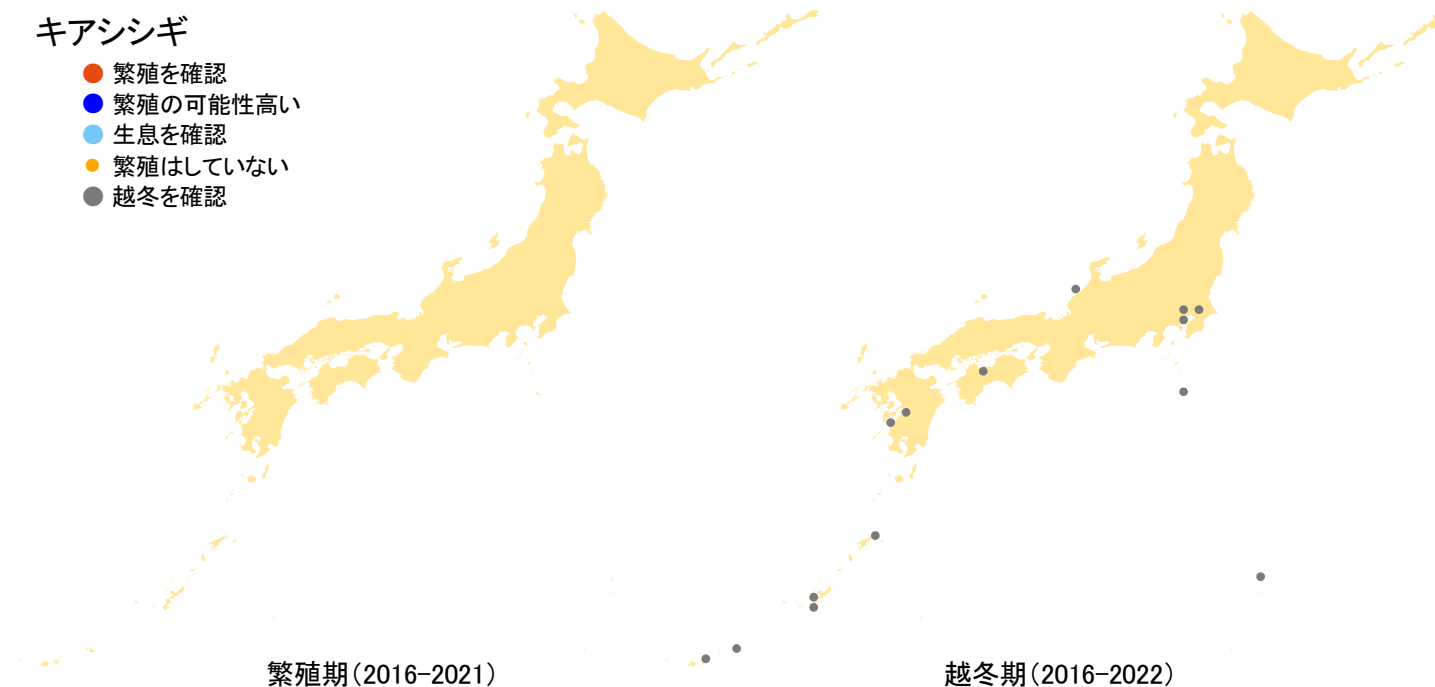 キアシシギ
繁殖を確認
繁殖の可能性高い
生息を確認
繁殖はしていない
越冬を確認
繁殖期（2016-2021）
越冬期（2016-2022）